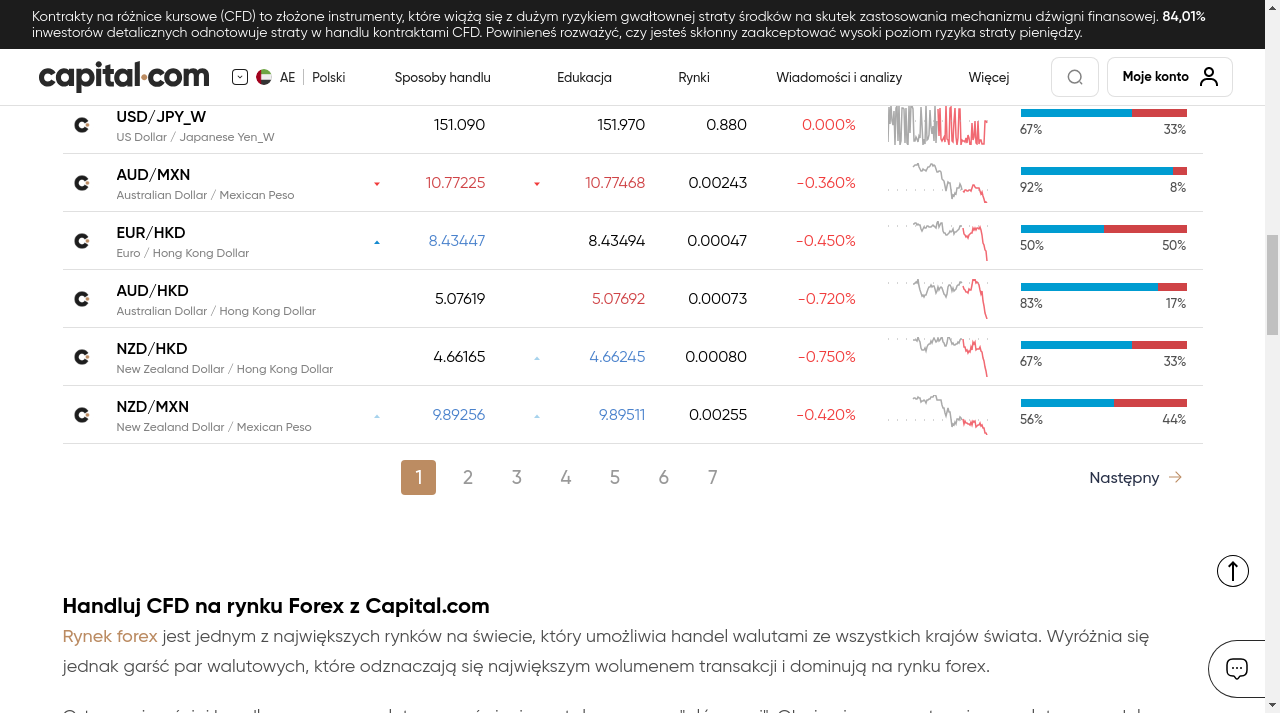 Kontrakty na różnice kursowe (CFD) to złożone instrumenty, które wiążą się z dużym ryzykiem gwałtownej straty środków na skutek zastosowania mechanizmu dźwigni finansowej. 84,01%
inwestorów detalicznych odnotowuje straty w handlu kontraktami CFD. Powinieneś rozważyć, czy jesteś skłonny zaakceptować wysoki poziom ryzyka straty pieniędzy.
capital.com AE Polski Sposoby handlu Edukacja Rynki Wiadomości i analizy Więcej Moje konto
USD/JPY_W 151.090 151.970 0.880 0.000%
US Dollar / Japanese Yen_W 67% 33%
AUD/MXN 10.77225 10.77468 0.00243 -0.360%
Australian Dollar / Mexican Peso 92% 8%
EUR/HKD 8.43447 8.43494 0.00047 -0.450%
Euro / Hong Kong Dollar 50% 50%
AUD/HKD 5.07619 5.07692 0.00073 -0.720%
Australian Dollar / Hong Kong Dollar 83% 17%
NZD/HKD 4.66165 4.66245 0.00080 -0.750%
New Zealand Dollar / Hong Kong Dollar 67% 33%
NZD/MXN 9.89256 9.89511 0.00255 -0.420%
New Zealand Dollar / Mexican Peso 56% 44%
1 2 3 4 5 6 7 Następny
Handluj CFD na rynku Forex z Capital.com
Rynek forex jest jednym z największych rynków na świecie, który umożliwia handel walutami ze wszystkich krajów świata. Wyróżnia się
jednak garść par walutowych, które odznaczają się największym wolumenem transakcji i dominują na rynku forex.